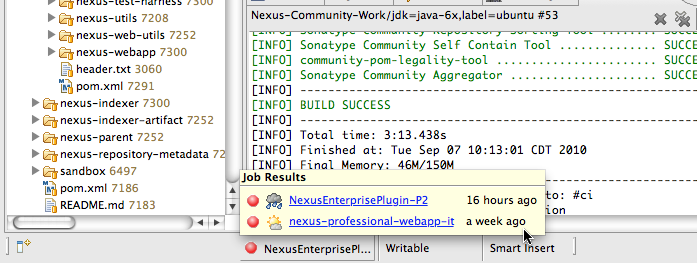 nexus-test-harness 7300
nexus-utils 7208
nexus-web-utils 7252
nexus-webapp 7300
header.txt 3060
pom.xml 7291
nexus-indexer 7300
nexus-indexer-artifact 7252
nexus-parent 7252
nexus-repository-metadata 72
sandbox 6497
pom.xml 7186
README.md 7183
Nexus-Community-Work/jdk=java-6x,label=ubuntu #53
[INFO] Sonatype Community Repository Sorting Tool ........... SUCCE
[INFO] Sonatype Community Self Contain Tool .............. SUCCE
[INFO] community-pom-legality-tool ....................... SUCCE
[INFO] Sonatype Community Aggregator ..................... SUCCE
[INFO] ---------------------------------------------------
[INFO] BUILD SUCCESS
[INFO] ---------------------------------------------------
[INFO] Total time: 3:13.438s
[INFO] Finished at: Tue Sep 07 10:13:01 CDT 2010
[INFO] Final Memory: 46M/150M
Job Results
NexusEnterprisePlugin-P2 16 hours ago
nexus-professional-webapp-it a week ago
to: #ci
ion
NexusEnterprisePl...
Writable
Smart Insert